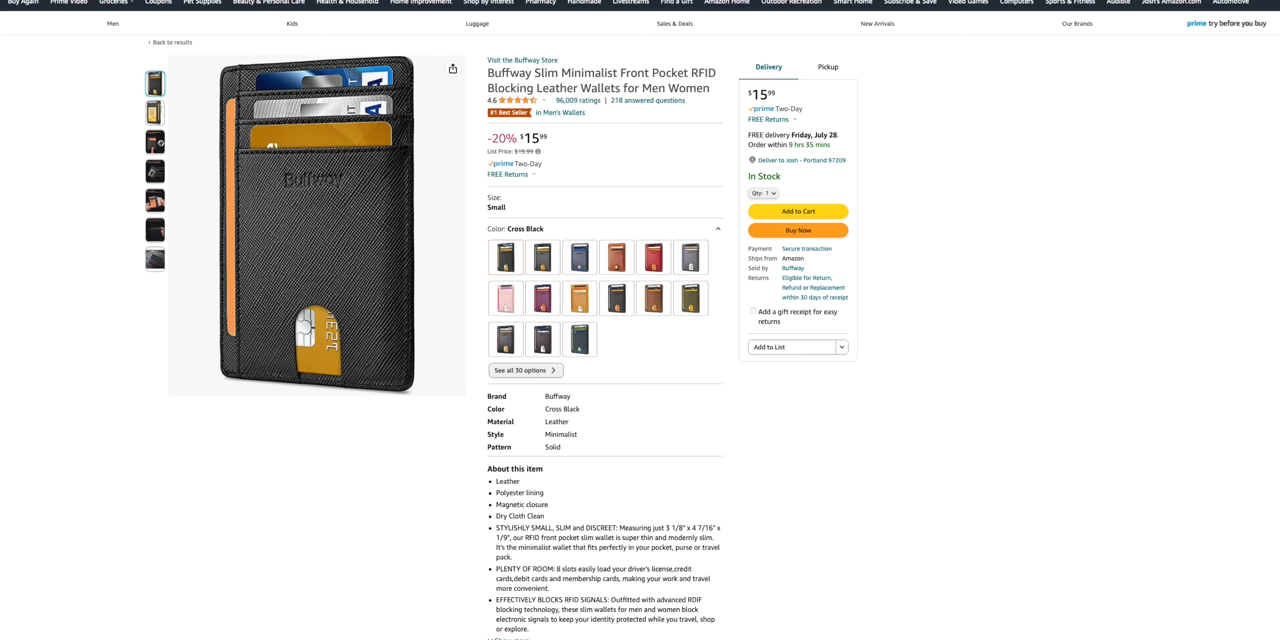 Buy Again Prime Video Groceries Coupons Pet Supplies Beauty & Personal Care Health & Household Home Improvement Shop By Interest Pharmacy Handmade Livestreams Find a Gift Amazon Home Outdoor Recreation Smart Home Subscribe & Save Video Games Computers Sports & Fitness Audible Josh's Amazon.com Automotive
Men Kids Luggage Sales & Deals New Arrivals Our Brands prime try before you buy
‹ Back to results
Visit the Buffway Store
Buffway Slim Minimalist Front Pocket RFID
Blocking Leather Wallets for Men Women
4.6 96,009 ratings | 218 answered questions
#1 Best Seller in Men's Wallets
-20% $15 99
List Price: $19.99
prime Two-Day
FREE Returns
Size:
Small
Color: Cross Black
See all 30 options
Brand Buffway
Color Cross Black
Material Leather
Style Minimalist
Pattern Solid
About this item
• Leather
• Polyester lining
• Magnetic closure
• Dry Cloth Clean
• STYLISHLY SMALL, SLIM and DISCREET: Measuring just 3 1/8" x 4 7/16" x
1/9", our RFID front pocket slim wallet is super thin and modernly slim.
It's the minimalist wallet that fits perfectly in your pocket, purse or travel
pack.
• PLENTY OF ROOM: 8 slots easily load your driver's license,credit
cards,debit cards and membership cards, making your work and travel
more convenient.
• EFFECTIVELY BLOCKS RFID SIGNALS: Outfitted with advanced RDIF
blocking technology, these slim wallets for men and women block
electronic signals to keep your identity protected while you travel, shop
or explore.
Show more
Delivery Pickup
$15 99
prime Two-Day
FREE Returns
FREE delivery Friday, July 28.
Order within 9 hrs 35 mins
Deliver to Josh - Portland 97209
In Stock
Qty: 1
Add to Cart
Buy Now
Payment Secure transaction
Ships from Amazon
Sold by Buffway
Returns Eligible for Return,
Refund or Replacement
within 30 days of receipt
Add a gift receipt for easy
returns
Add to List
Buffway